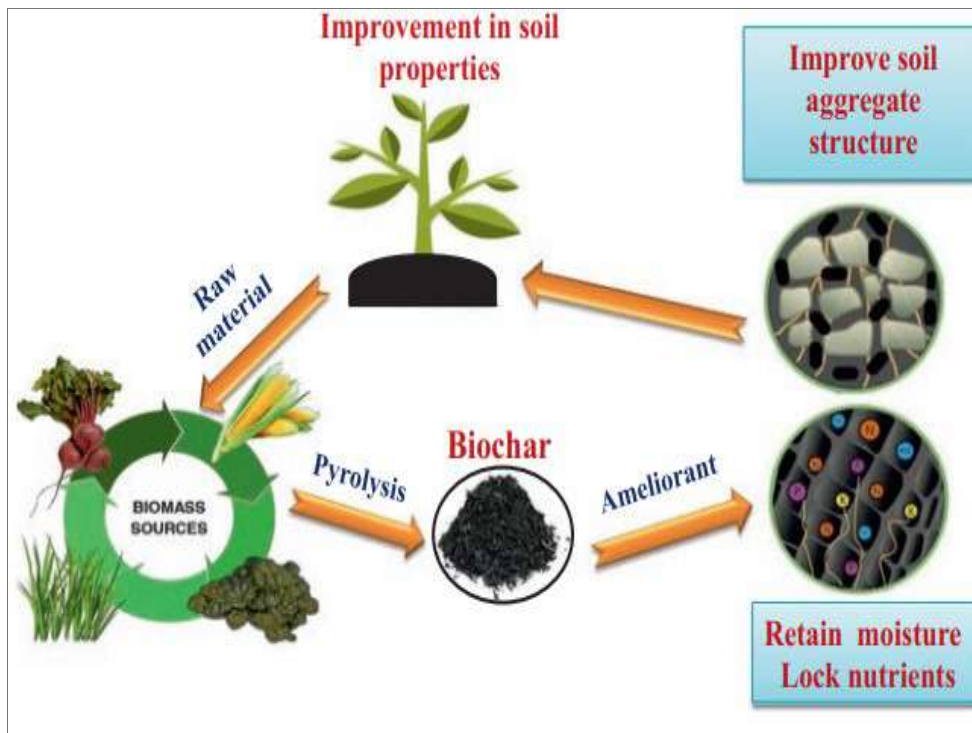 Improvement in soil
properties
Improve soil
aggregate
structure
Raw
material
Biochar
Pyrolysis
Ameliorant
BIOMASS
SOURCES
Retain moisture
Lock nutrients